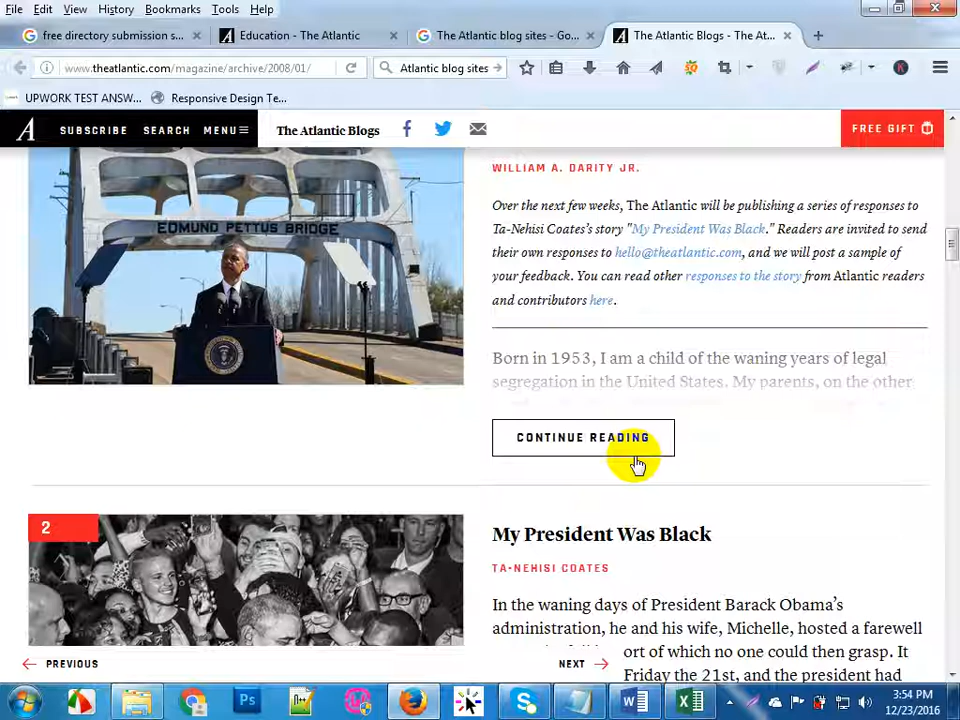 File Edit View History Bookmarks Tools Help
free directory submission s...
Education - The Atlantic
The Atlantic blog sites - Go...
The Atlantic Blogs - The At...
www.theatlantic.com/magazine/archive/2008/01/
Atlantic blog sites
UPWORK TEST ANSW...
Responsive Design Te...
A SUBSCRIBE SEARCH MENU
The Atlantic Blogs
FREE GIFT
WILLIAM A. DARITY JR.
Over the next few weeks, The Atlantic will be publishing a series of responses to
Ta-Nehisi Coates's story "My President Was Black." Readers are invited to send
their own responses to hello@theatlantic.com, and we will post a sample of
your feedback. You can read other responses to the story from Atlantic readers
and contributors here.
EDMUND PETTUS BRIDGE
Born in 1953, I am a child of the waning years of legal
segregation in the United States. My parents, on the other
CONTINUE READING
2
My President Was Black
TA-NEHISI COATES
In the waning days of President Barack Obama's
administration, he and his wife, Michelle, hosted a farewell
ort of which no one could then grasp. It
Friday the 21st, and the president had
PREVIOUS
NEXT
Ps
S
W
X
3:54 PM
12/23/2016